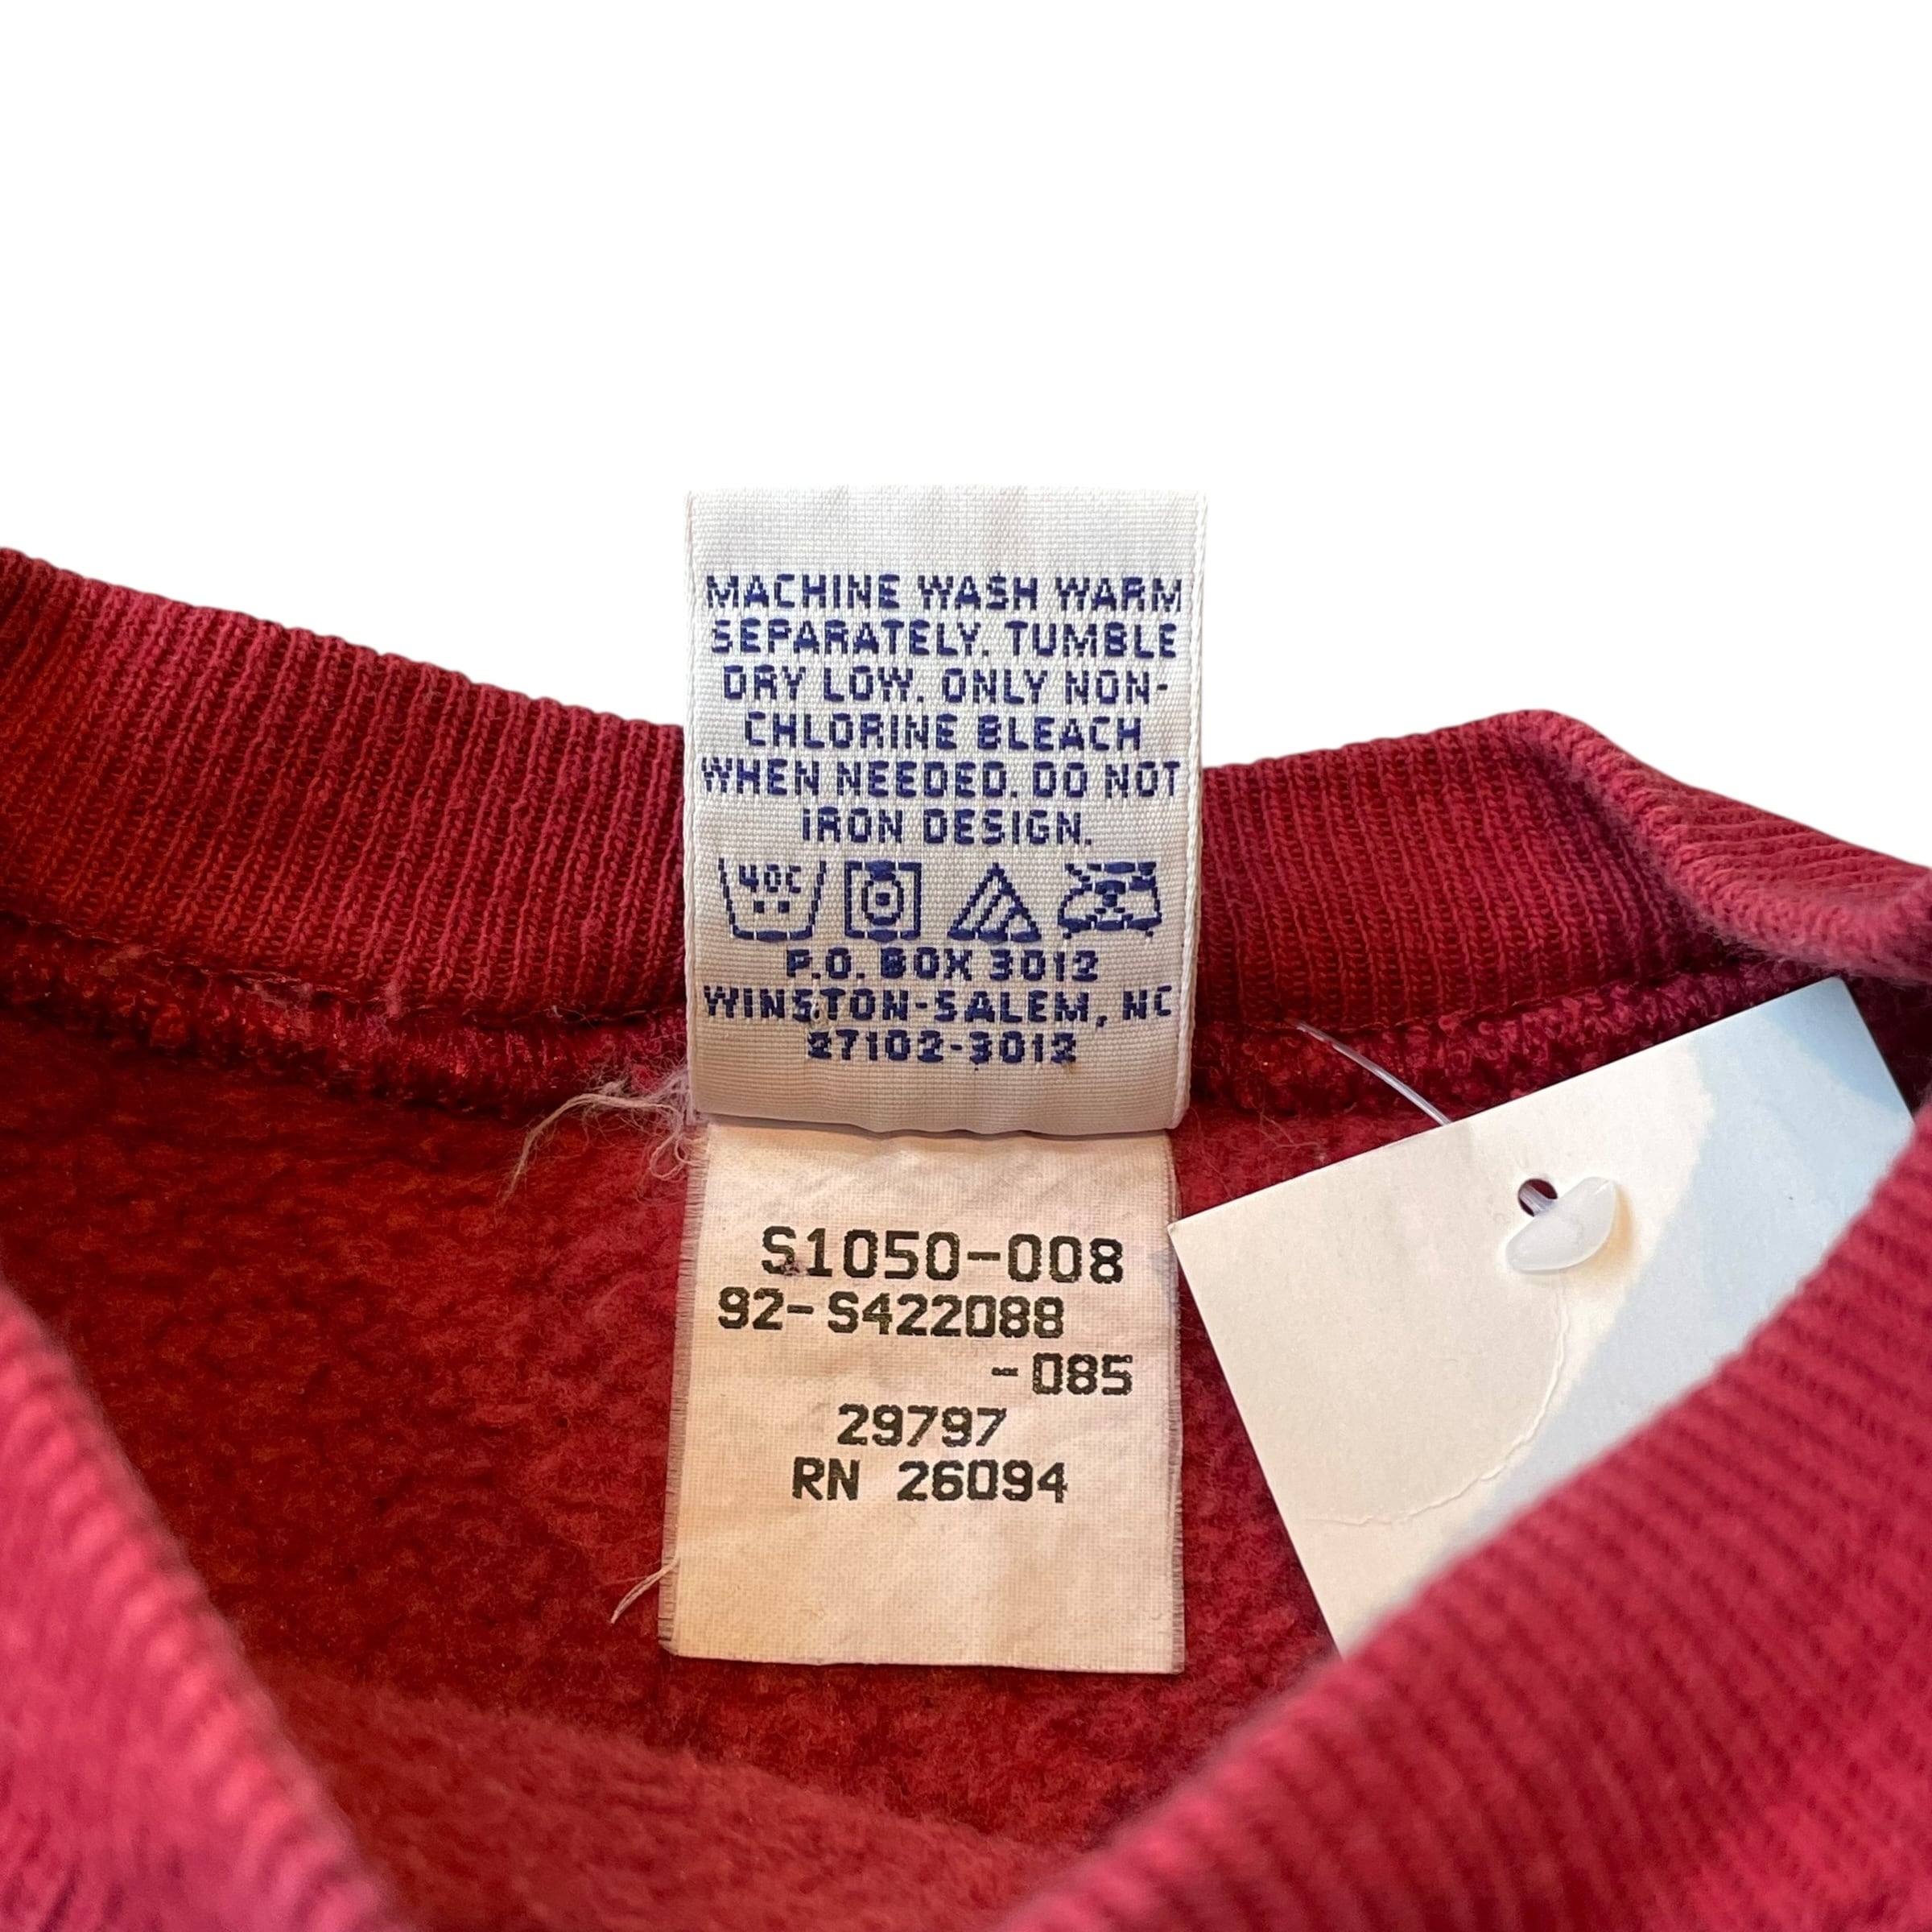 MACHINE WASH WARM
SEPARATELY. TUMBLE
DRY LOW. ONLY NON-
CHLORINE BLEACH
WHEN NEEDED. DO NOT
IRON DESIGN.
40C
P.O. BOX 3012
WINSTON-SALEM, NC
27102-3012
S1050-008
92-S422088
-085
29797
RN 26094